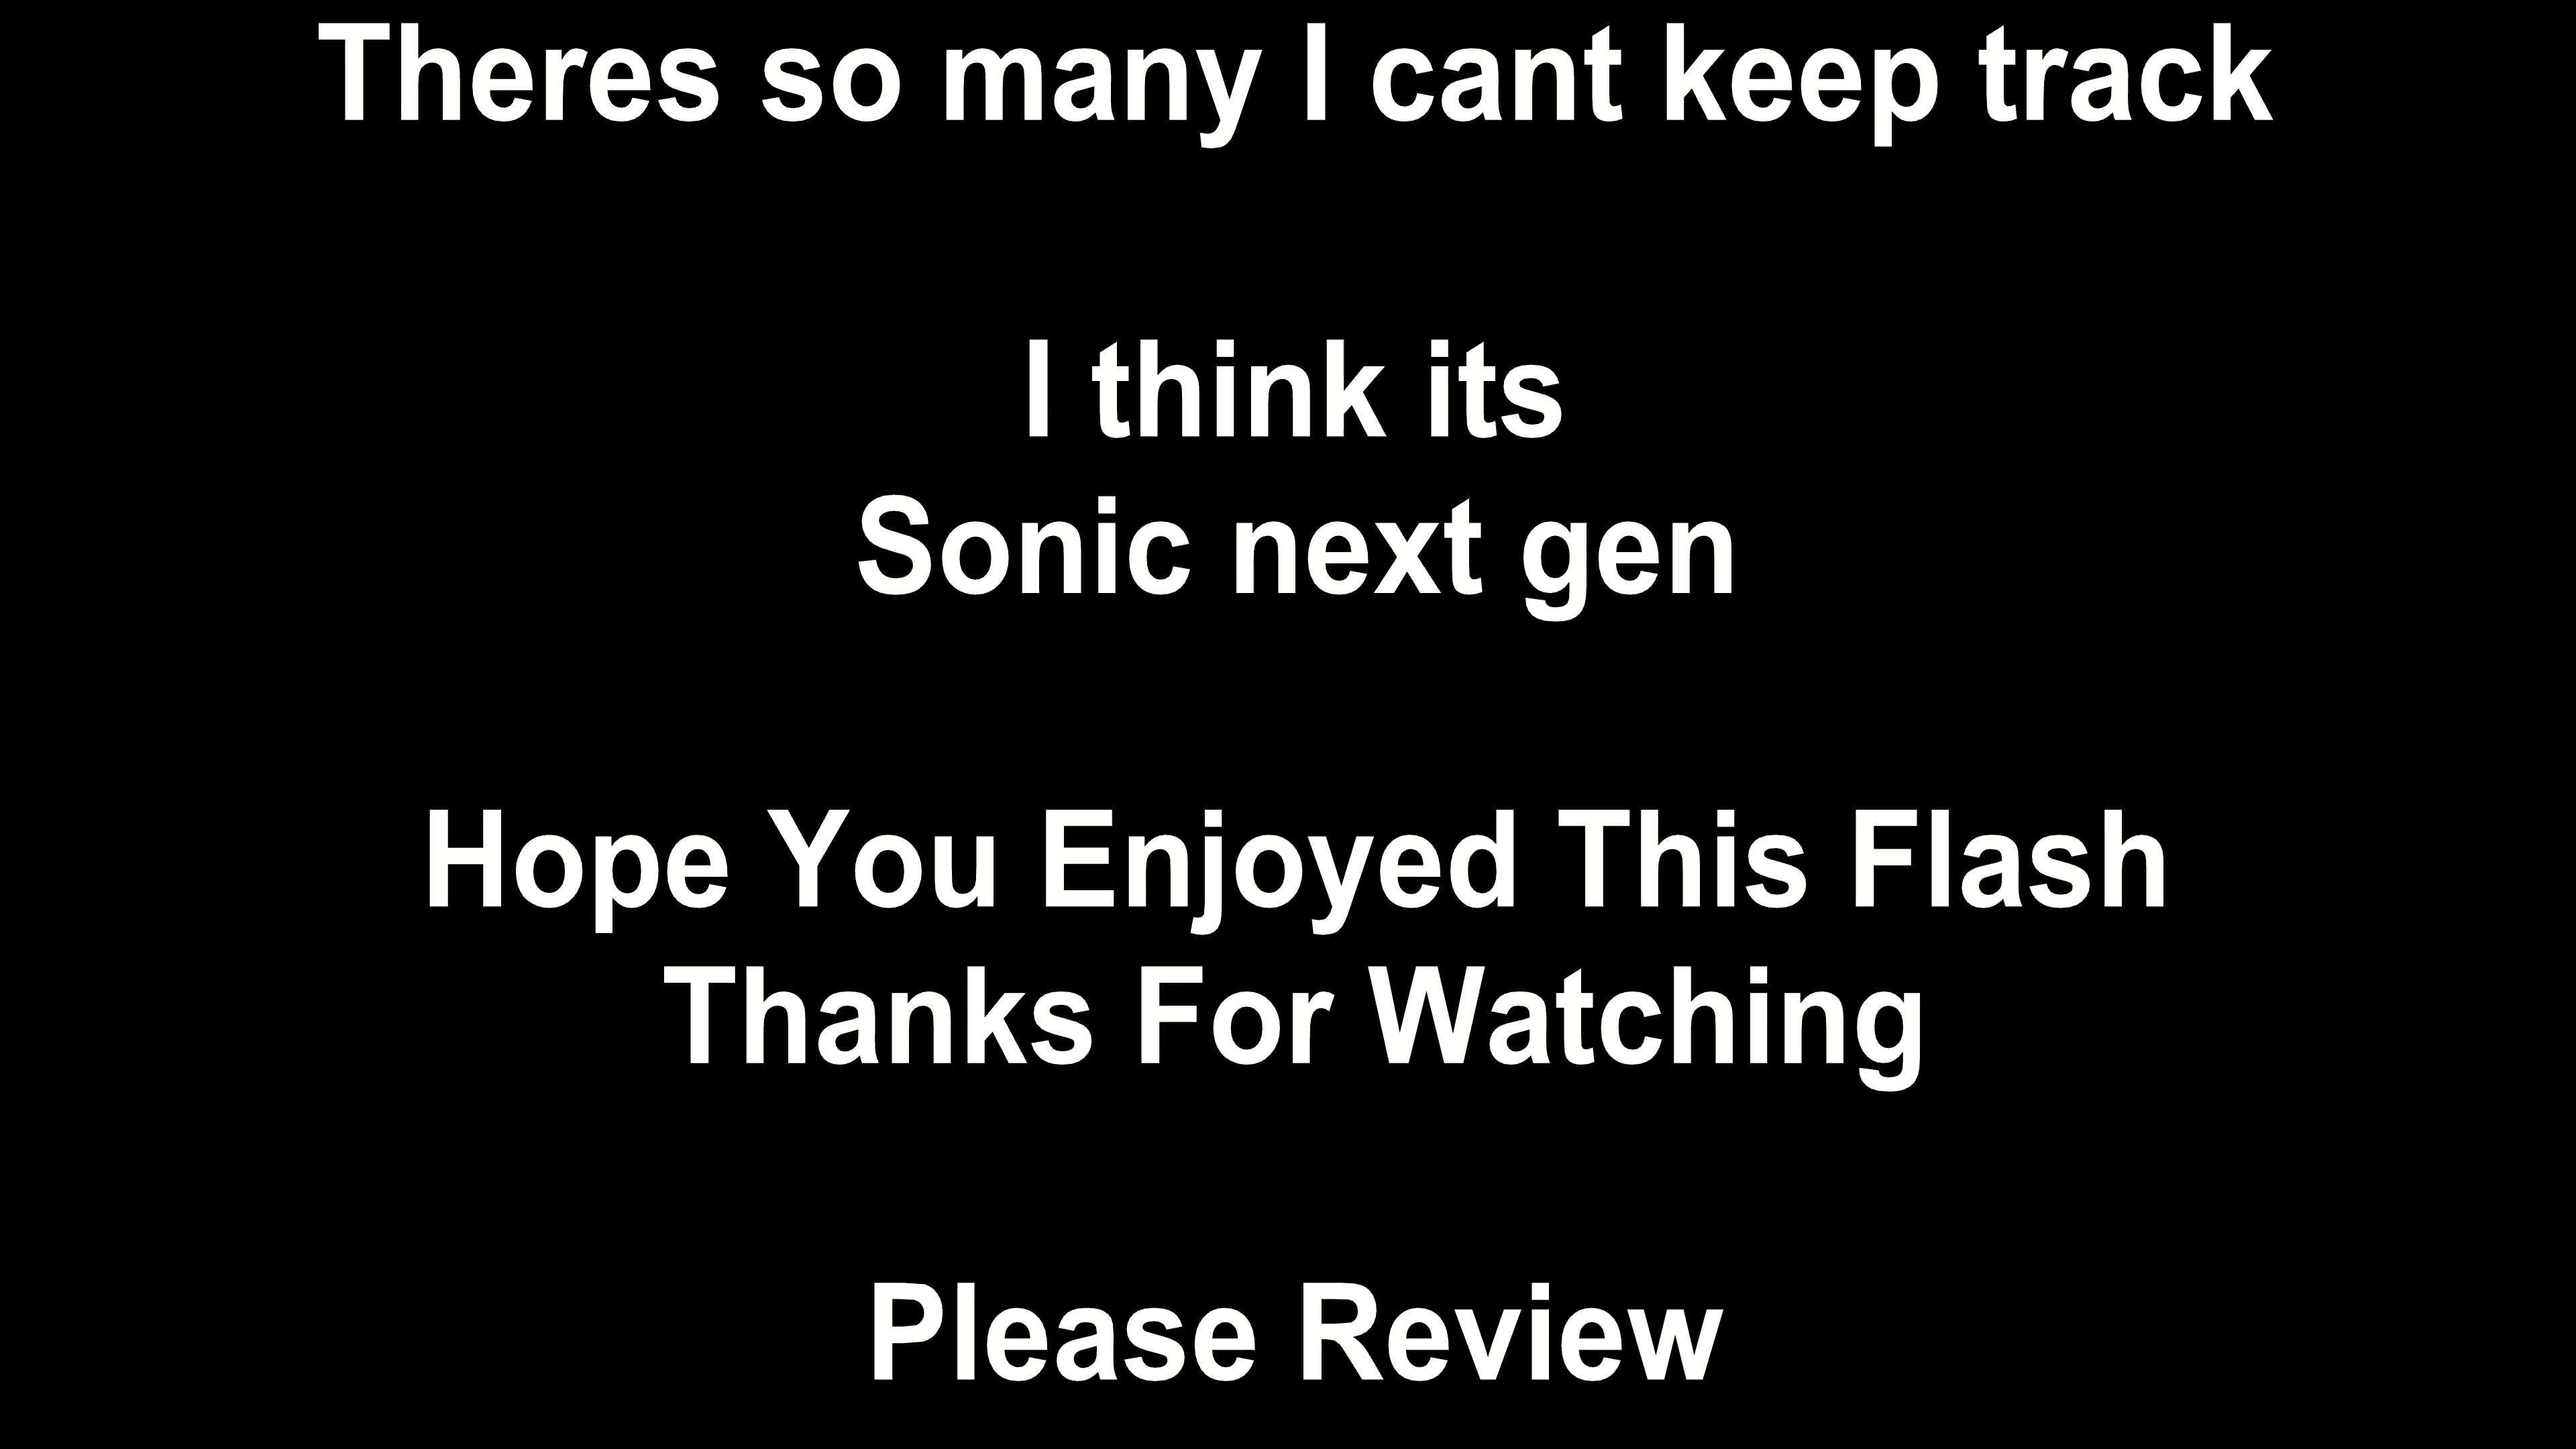 Theres so many I cant keep track
I think its
Sonic next gen
Hope You Enjoyed This Flash
Thanks For Watching
Please Review